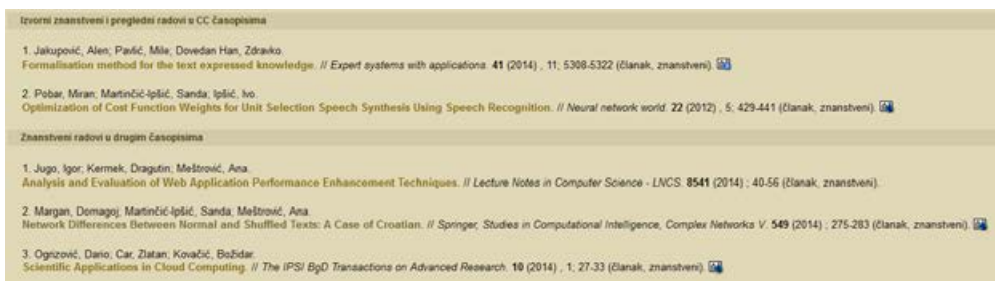 Izvorni znanstveni i pregledni radovi u CC časopisima
1. Jakupović, Alen; Pavlić, Mile; Dovedan Han, Zdravko.
Formalisation method for the text expressed knowledge. // Expert systems with applications. 41 (2014) , 11; 5308-5322 (članak, znanstveni).
2. Pobar, Miran; Martinčić-Ipšić, Sanda; Ipšić, Ivo.
Optimization of Cost Function Weights for Unit Selection Speech Synthesis Using Speech Recognition. // Neural network world. 22 (2012) , 5; 429-441 (članak, znanstveni).
Znanstveni radovi u drugim časopisima
1. Jugo, Igor; Kermek, Dragutin; Meštrović, Ana.
Analysis and Evaluation of Web Application Performance Enhancement Techniques. // Lecture Notes in Computer Science - LNCS. 8541 (2014) ; 40-56 (članak, znanstveni).
2. Margan, Domagoj; Martinčić-Ipšić, Sanda; Meštrović, Ana.
Network Differences Between Normal and Shuffled Texts: A Case of Croatian. // Springer, Studies in Computational Intelligence, Complex Networks V. 549 (2014) ; 275-283 (članak, znanstveni).
3. Ogrizović, Dario; Car, Zlatan; Kovačić, Božidar.
Scientific Applications in Cloud Computing. // The IPSI BgD Transactions on Advanced Research. 10 (2014) , 1; 27-33 (članak, znanstveni).